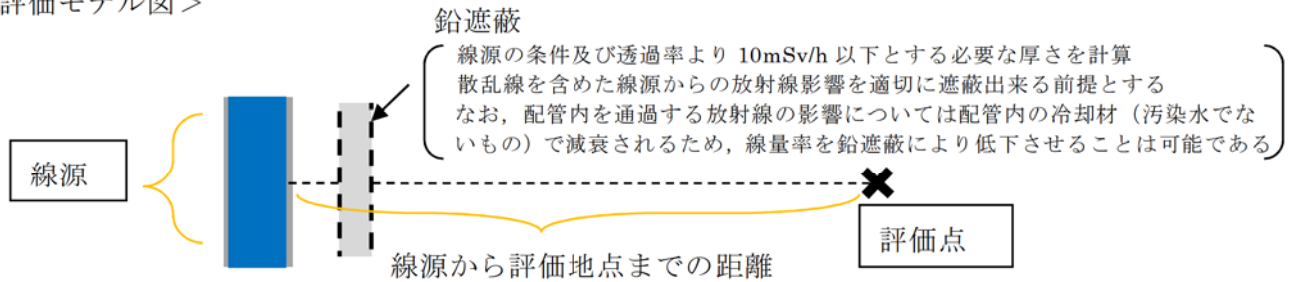 評価モデル図＞
鉛遮蔽
線源の条件及び透過率より 10mSv/h 以下とする必要な厚さを計算
散乱線を含めた線源からの放射線影響を適切に遮蔽出来る前提とする
なお，配管内を通過する放射線の影響については配管内の冷却材（汚染水でな
いもの）で減衰されるため，線量率を鉛遮蔽により低下させることは可能である
線源
評価点
線源から評価地点までの距離